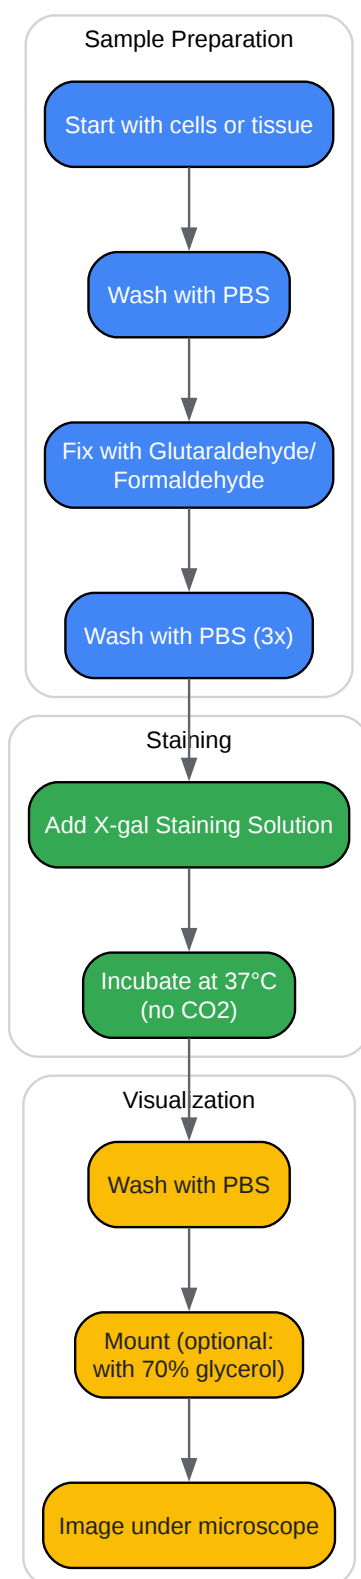 Sample Preparation
Start with cells or tissue
Wash with PBS
Fix with Glutaraldehyde/
Formaldehyde
Wash with PBS (3x)
Staining
Add X-gal Staining Solution
Incubate at 37°C
(no CO2)
Visualization
Wash with PBS
Mount (optional:
with 70% glycerol)
Image under microscope